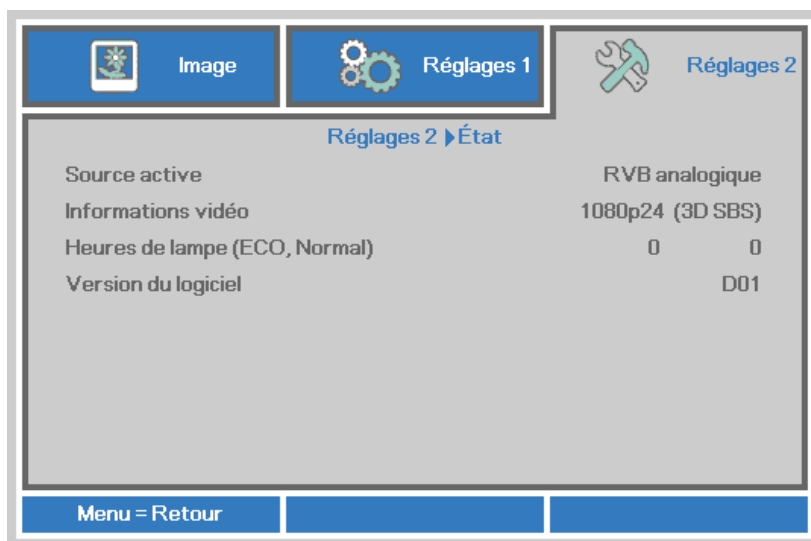 Image
Réglages 1
Réglages 2
Réglages 2 ▶ État
Source active RVB analogique
Informations vidéo 1080p24 (3D SBS)
Heures de lampe (ECO, Normal) 0 0
Version du logiciel D01
Menu = Retour